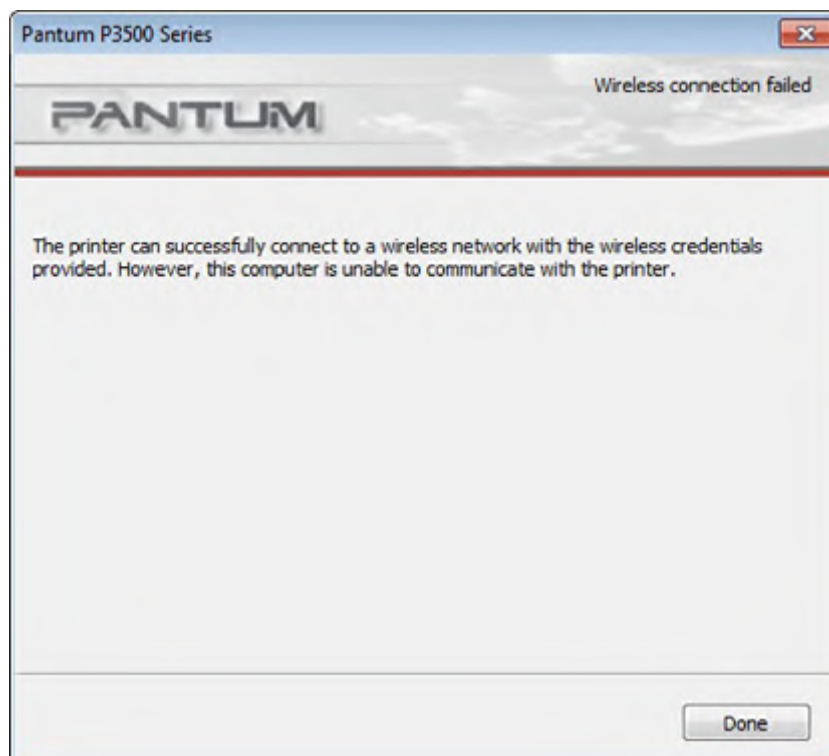 Pantum P3500 Series
Wireless connection failed
PANTUM
The printer can successfully connect to a wireless network with the wireless credentials
provided. However, this computer is unable to communicate with the printer.
Done